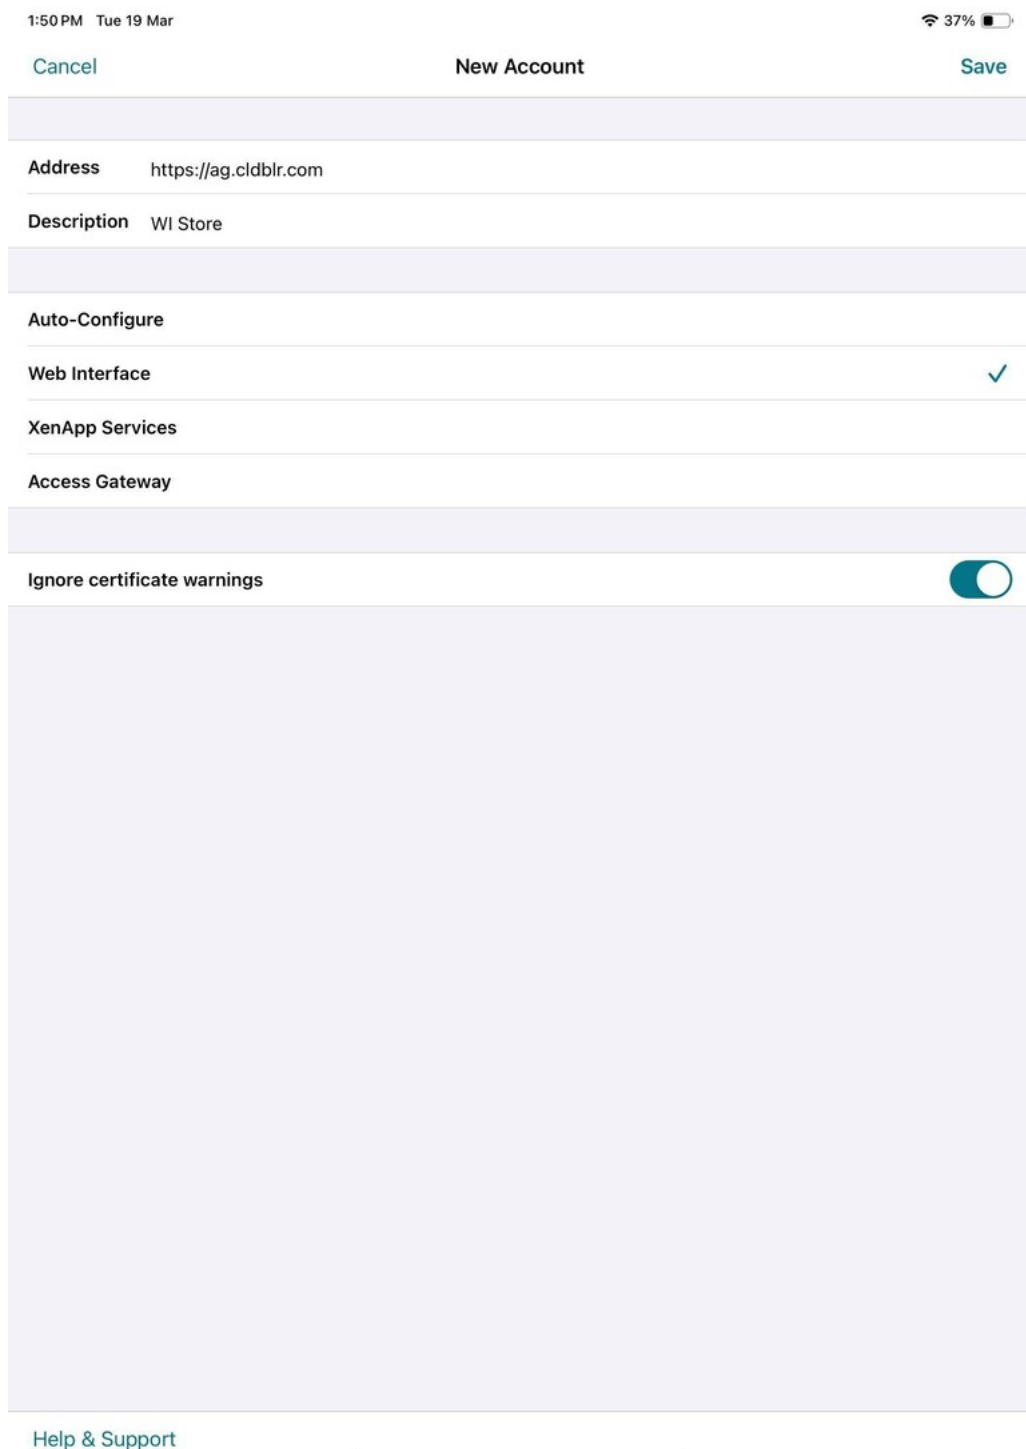 1:50 PM Tue 19 Mar 37%
Cancel New Account Save
Address https://ag.cldblr.com
Description WI Store
Auto-Configure
Web Interface
XenApp Services
Access Gateway
Ignore certificate warnings
Help & Support